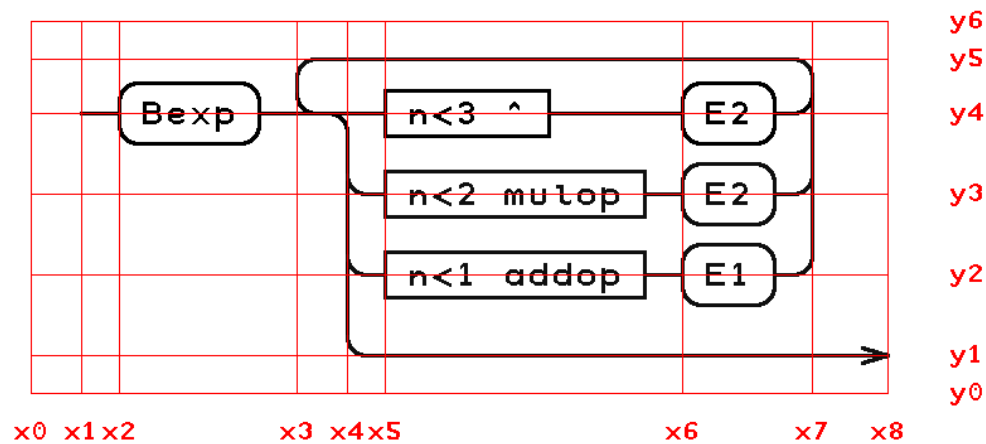 y6
y5
Bexp n<3 ^ E2 y4
n<2 mulop E2 y3
n<1 addop E1 y2
y1
y0
x0 x1 x2 x3 x4 x5 x6 x7 x8